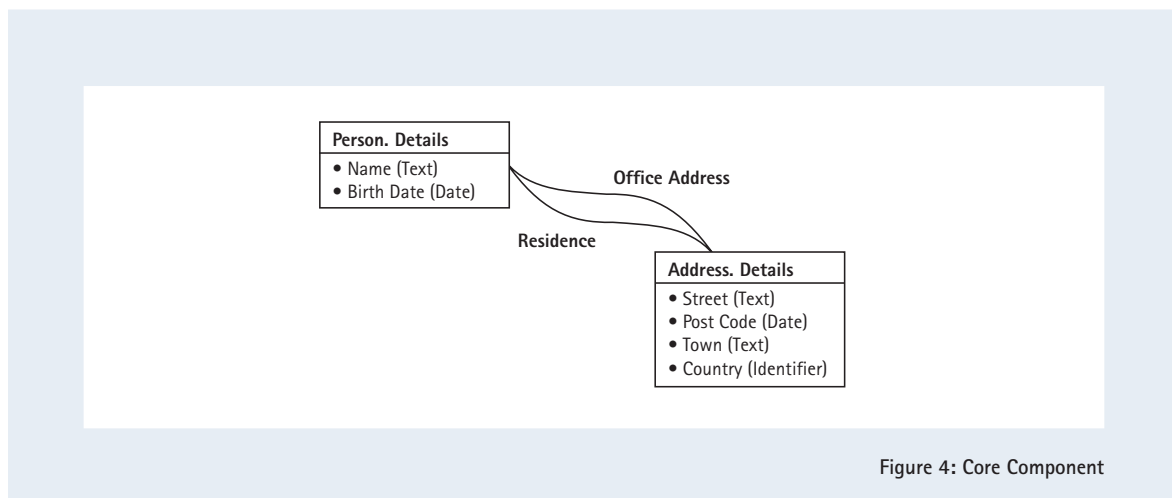 Person. Details
• Name (Text)
• Birth Date (Date)
Office Address
Residence
Address. Details
• Street (Text)
• Post Code (Date)
• Town (Text)
• Country (Identifier)
Figure 4: Core Component